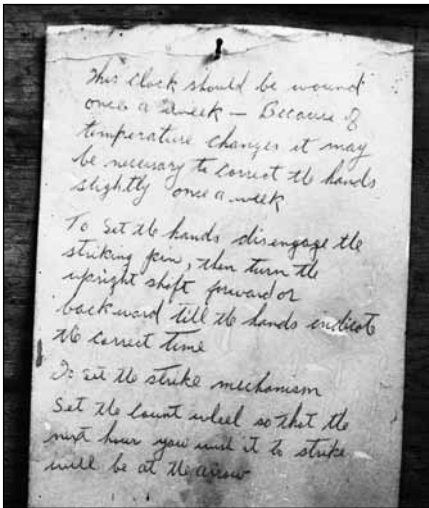 This clock should be wound
once a week — Because of
temperature changes it may
be necessary to correct the hands
slightly once a week
To set the hands disengage the
striking pin, then turn the
upright shift forward or
backward till the hands indicate
the correct time
To set the strike mechanism
Set the count wheel so that the
next hour you wish it to strike
will be at the arrow